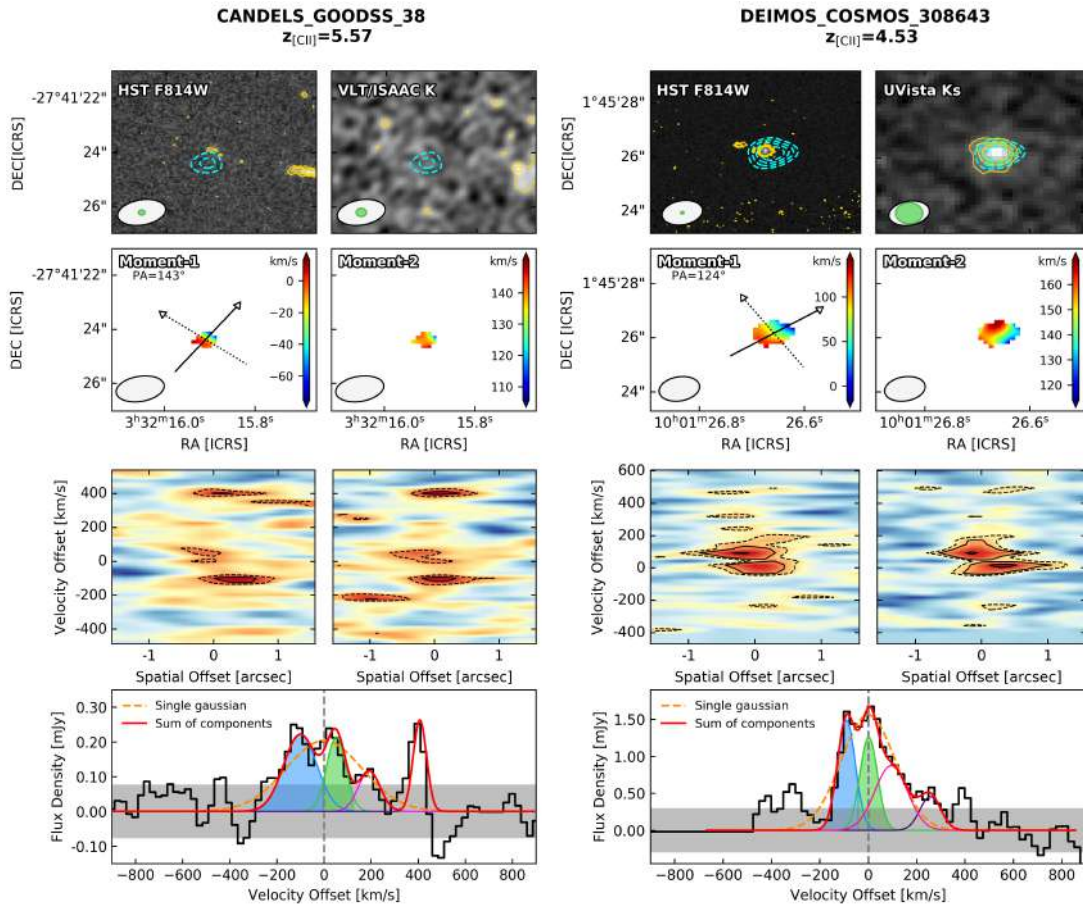 CANDELS_GOODSS_38
z[CII]=5.57
DEIMOS_COSMOS_308643
z[CII]=4.53
HST F814W
VLT/ISAAC K
HST F814W
UVista Ks
DEC[ICRS]
-27°41'22"
24"
26"
DEC[ICRS]
1°45'28"
26"
24"
Moment-1
PA=143°
km/s
0
−20
−40
−60
Moment-2
km/s
140
130
120
110
Moment-1
PA=124°
km/s
100
50
0
Moment-2
km/s
160
150
140
130
120
DEC [ICRS]
-27°41'22"
24"
26"
DEC [ICRS]
1°45'28"
26"
24"
3h32m16.0s 15.8s
3h32m16.0s 15.8s
10h01m26.8s 26.6s
10h01m26.8s 26.6s
RA [ICRS]
RA [ICRS]
RA [ICRS]
RA [ICRS]
Velocity Offset [km/s]
400
200
0
-200
-400
Velocity Offset [km/s]
600
400
200
0
-200
-400
-1 0 1
-1 0 1
-1 0 1
-1 0 1
Spatial Offset [arcsec]
Spatial Offset [arcsec]
Spatial Offset [arcsec]
Spatial Offset [arcsec]
Single gaussian
Sum of components
Flux Density [mJy]
0.30
0.20
0.10
0.00
-0.10
−800 −600 −400 −200 0 200 400 600 800
Velocity Offset [km/s]
Single gaussian
Sum of components
Flux Density [mJy]
1.50
1.00
0.50
0.00
−800 −600 −400 −200 0 200 400 600 800
Velocity Offset [km/s]